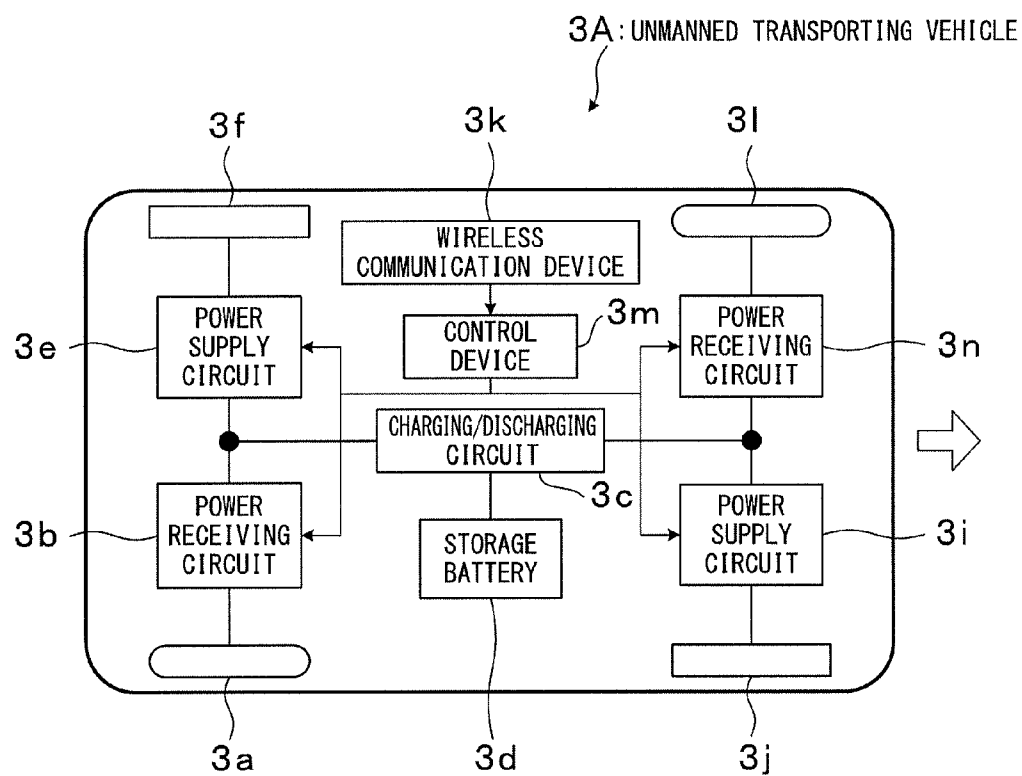 3A: UNMANNED TRANSPORTING VEHICLE
3f
3k
3l
WIRELESS
COMMUNICATION DEVICE
3m
CONTROL
DEVICE
3e
POWER
SUPPLY
CIRCUIT
POWER
RECEIVING
CIRCUIT
3n
CHARGING/DISCHARGING
CIRCUIT
3c
3b
POWER
RECEIVING
CIRCUIT
STORAGE
BATTERY
POWER
SUPPLY
CIRCUIT
3i
3a
3d
3j